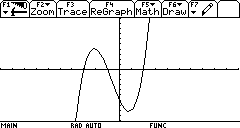 F1 F2 Zoom F3 Trace F4 ReGraph F5 Math F6 Draw F7
MAIN RAD AUTO FUNC